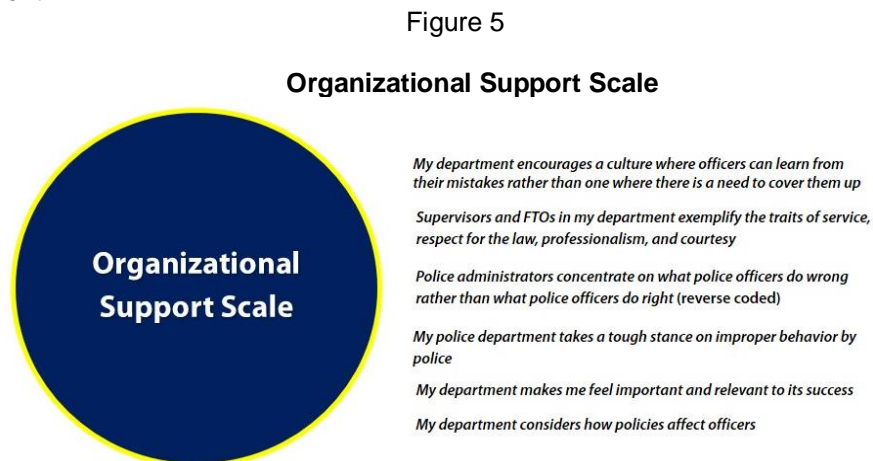 Figure 5
Organizational Support Scale
Organizational
Support Scale
My department encourages a culture where officers can learn from
their mistakes rather than one where there is a need to cover them up
Supervisors and FTOs in my department exemplify the traits of service,
respect for the law, professionalism, and courtesy
Police administrators concentrate on what police officers do wrong
rather than what police officers do right (reverse coded)
My police department takes a tough stance on improper behavior by
police
My department makes me feel important and relevant to its success
My department considers how policies affect officers